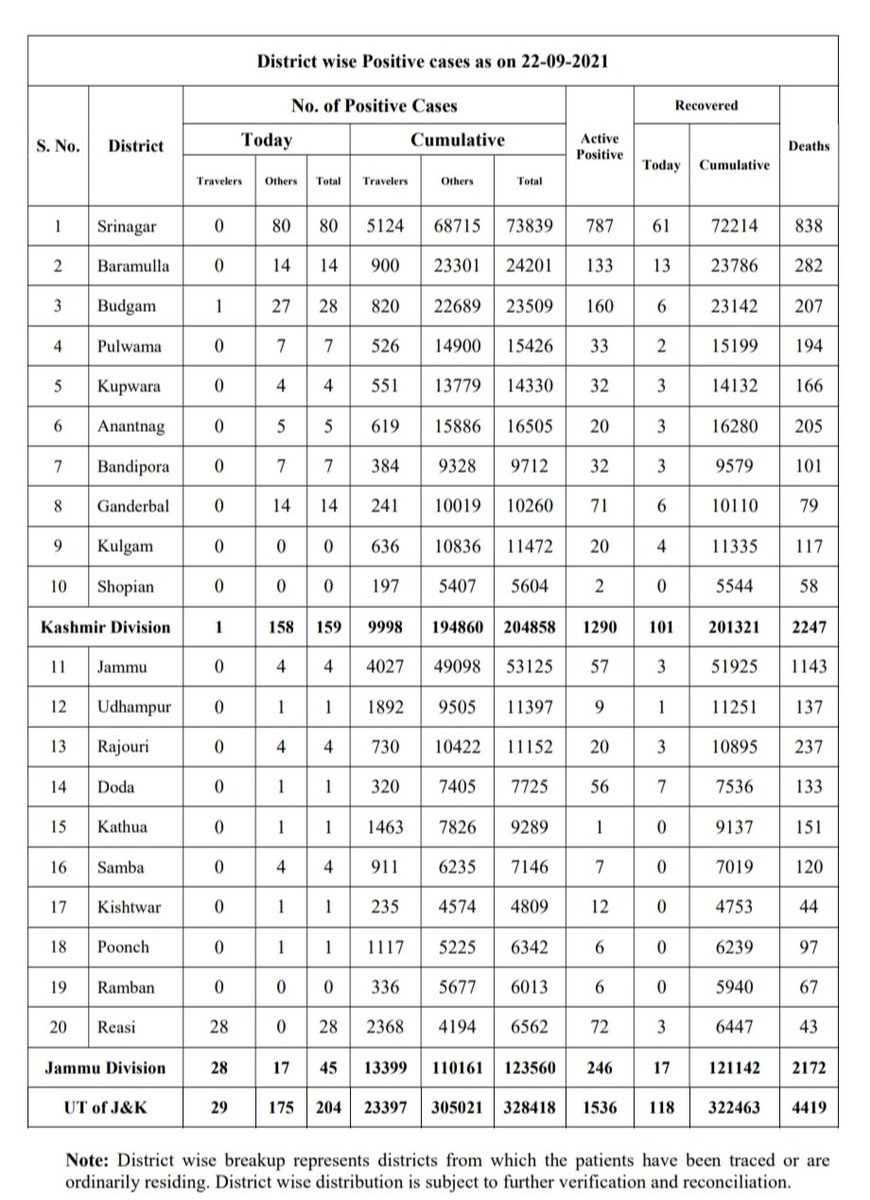 District wise Positive cases as on 22-09-2021
S. No. District No. of Positive Cases Active Positive Recovered Deaths
Today Cumulative Today Cumulative
Travelers Others Total Travelers Others Total
1 Srinagar 0 80 80 5124 68715 73839 787 61 72214 838
2 Baramulla 0 14 14 900 23301 24201 133 13 23786 282
3 Budgam 1 27 28 820 22689 23509 160 6 23142 207
4 Pulwama 0 7 7 526 14900 15426 33 2 15199 194
5 Kupwara 0 4 4 551 13779 14330 32 3 14132 166
6 Anantnag 0 5 5 619 15886 16505 20 3 16280 205
7 Bandipora 0 7 7 384 9328 9712 32 3 9579 101
8 Ganderbal 0 14 14 241 10019 10260 71 6 10110 79
9 Kulgam 0 0 0 636 10836 11472 20 4 11335 117
10 Shopian 0 0 0 197 5407 5604 2 0 5544 58
Kashmir Division 1 158 159 9998 194860 204858 1290 101 201321 2247
11 Jammu 0 4 4 4027 49098 53125 57 3 51925 1143
12 Udhampur 0 1 1 1892 9505 11397 9 1 11251 137
13 Rajouri 0 4 4 730 10422 11152 20 3 10895 237
14 Doda 0 1 1 320 7405 7725 56 7 7536 133
15 Kathua 0 1 1 1463 7826 9289 1 0 9137 151
16 Samba 0 4 4 911 6235 7146 7 0 7019 120
17 Kishtwar 0 1 1 235 4574 4809 12 0 4753 44
18 Poonch 0 1 1 1117 5225 6342 6 0 6239 97
19 Ramban 0 0 0 336 5677 6013 6 0 5940 67
20 Reasi 28 0 28 2368 4194 6562 72 3 6447 43
Jammu Division 28 17 45 13399 110161 123560 246 17 121142 2172
UT of J&K 29 175 204 23397 305021 328418 1536 118 322463 4419
Note: District wise breakup represents districts from which the patients have been traced or are
ordinarily residing. District wise distribution is subject to further verification and reconciliation.